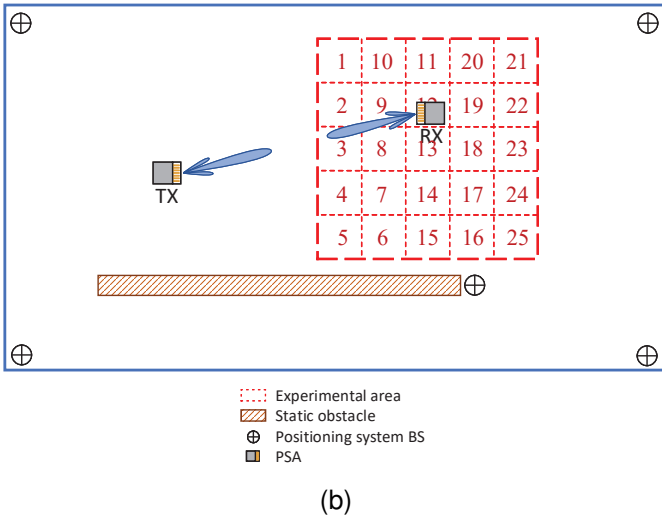 1 10 11 20 21
2 9 12 19 22
RX
3 8 13 18 23
TX
4 7 14 17 24
5 6 15 16 25
Experimental area
Static obstacle
Positioning system BS
PSA
(b)